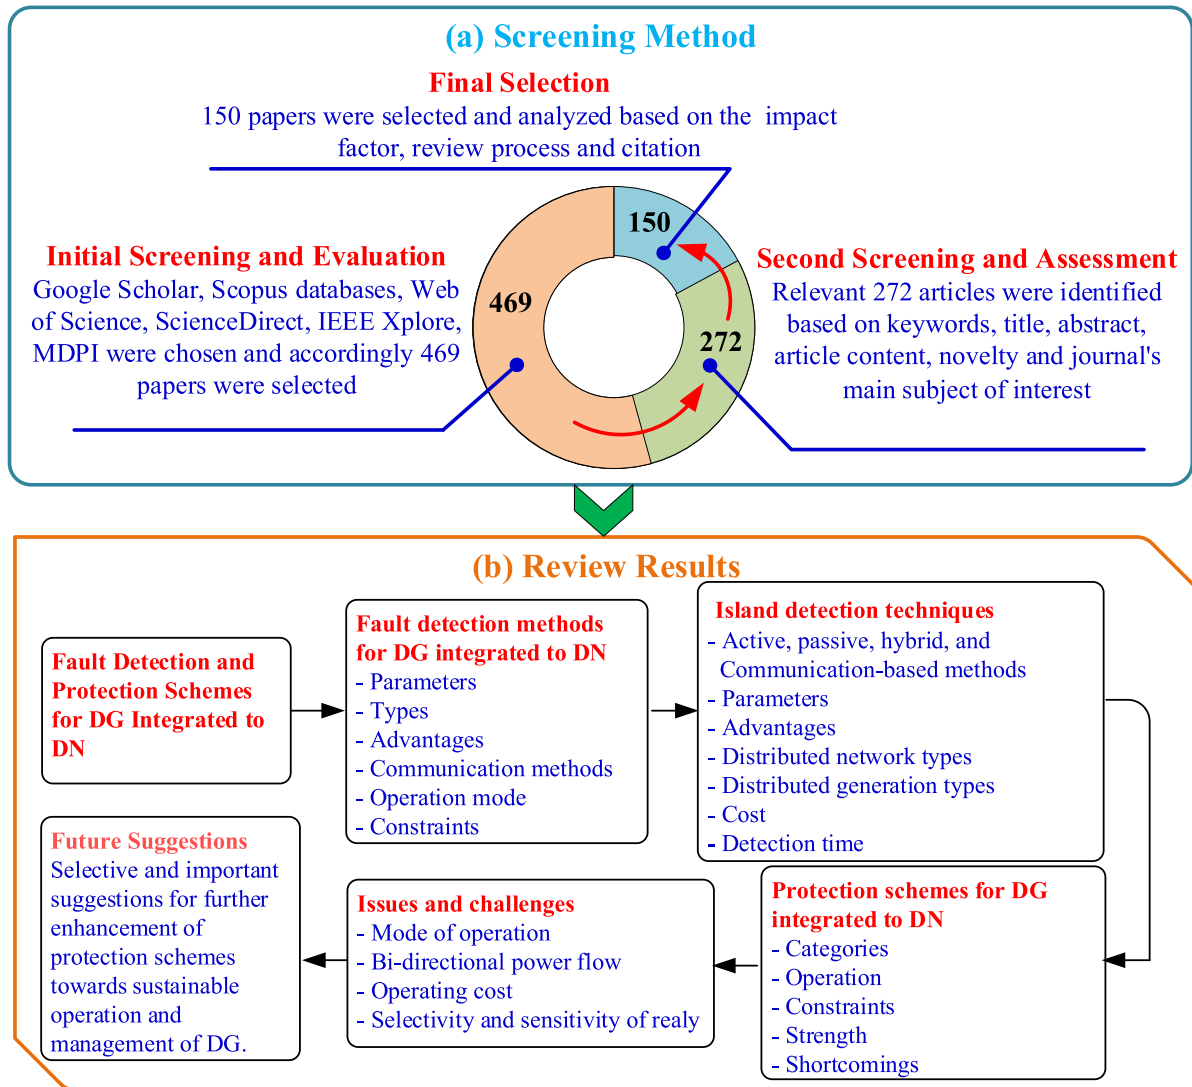 (a) Screening Method
Final Selection
150 papers were selected and analyzed based on the impact
factor, review process and citation
Initial Screening and Evaluation
Google Scholar, Scopus databases, Web
of Science, ScienceDirect, IEEE Xplore,
MDPI were chosen and accordingly 469
papers were selected
150
469
272
Second Screening and Assessment
Relevant 272 articles were identified
based on keywords, title, abstract,
article content, novelty and journal's
main subject of interest
(b) Review Results
Fault Detection and
Protection Schemes
for DG Integrated to
DN
Fault detection methods
for DG integrated to DN
- Parameters
- Types
- Advantages
- Communication methods
- Operation mode
- Constraints
Island detection techniques
- Active, passive, hybrid, and
Communication-based methods
- Parameters
- Advantages
- Distributed network types
- Distributed generation types
- Cost
- Detection time
Protection schemes for DG
integrated to DN
- Categories
- Operation
- Constraints
- Strength
- Shortcomings
Issues and challenges
- Mode of operation
- Bi-directional power flow
- Operating cost
- Selectivity and sensitivity of realy
Future Suggestions
Selective and important
suggestions for further
enhancement of
protection schemes
towards sustainable
operation and
management of DG.